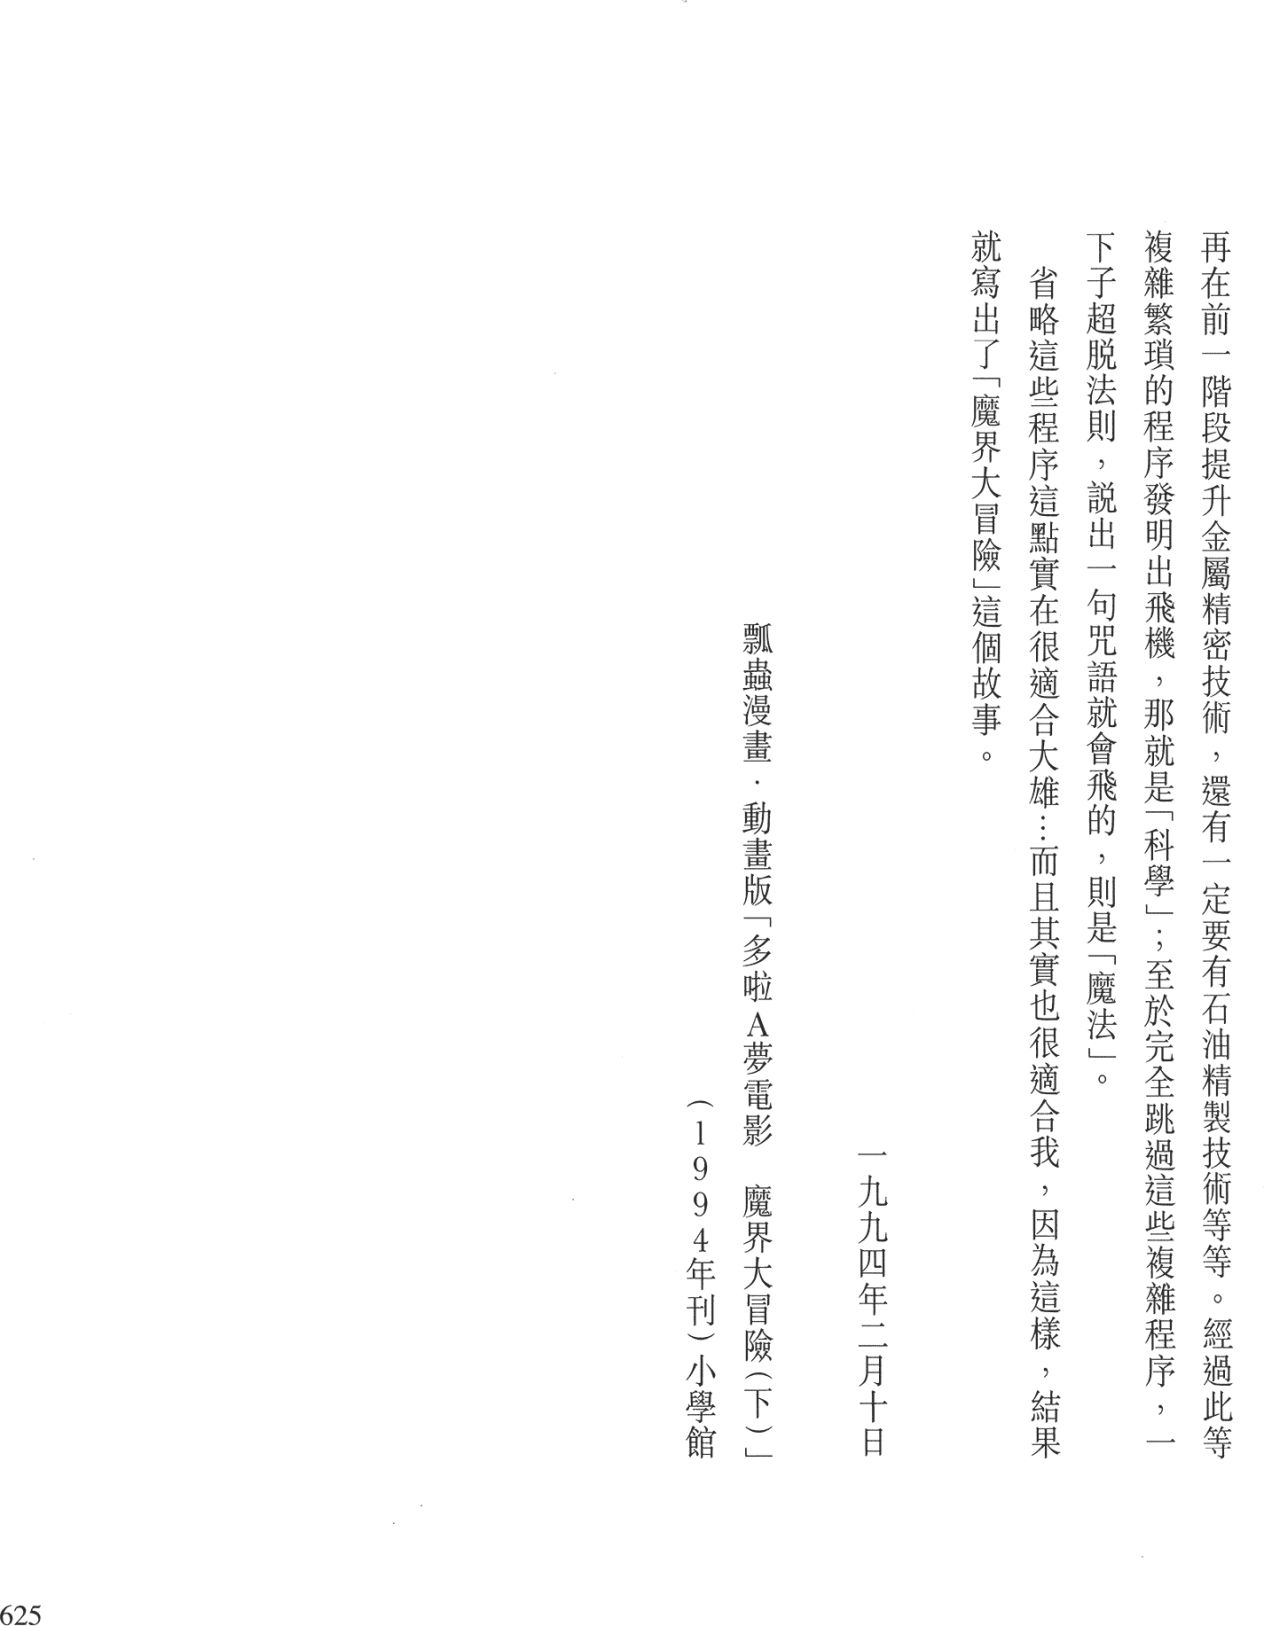 再在前一階段提升金屬精密技術，還有一定要有石油精製技術等等。經過此等
複雜繁瑣的程序發明出飛機，那就是「科學」；至於完全跳過這些複雜程序，一
下子超脫法則，説出一句咒語就會飛的，則是「魔法」。
省略這些程序這點實在很適合大雄…而且其實也很適合我，因為這樣，結果
就寫出了「魔界大冒險」這個故事。
一九九四年二月十日
瓢蟲漫畫．動畫版「多啦A夢電影　魔界大冒險（下）」
（1994年刊）小學館
625